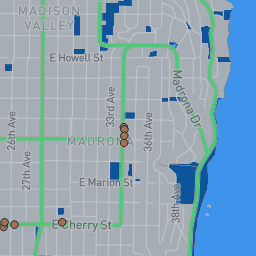 MADISON
VALLEY
E Howell St
33rd Ave
26th Ave
27th Ave
36th Ave
Madrona Dr
MADRONA
E Marion St
38th Ave
E Cherry St